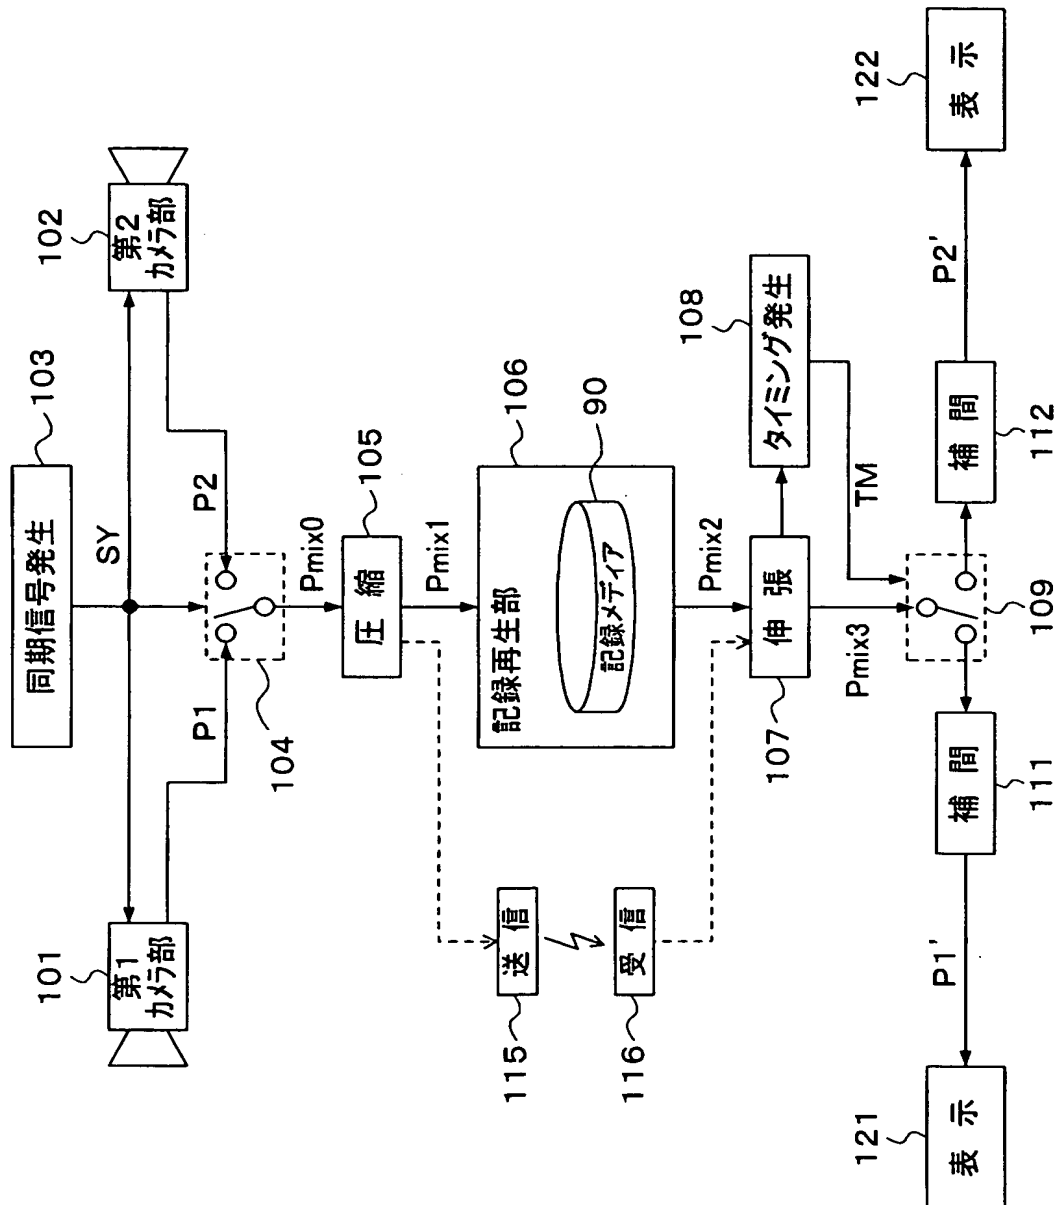 103
同期信号発生
SY
101
第1
カメラ部
102
第2
カメラ部
P1
P2
104
Pmix0
105
圧縮
Pmix1
115
送信
116
受信
106
記録再生部
90
記録メディア
Pmix2
107
伸張
108
タイミング発生
TM
Pmix3
109
111
補間
112
補間
P1'
P2'
121
表示
122
表示